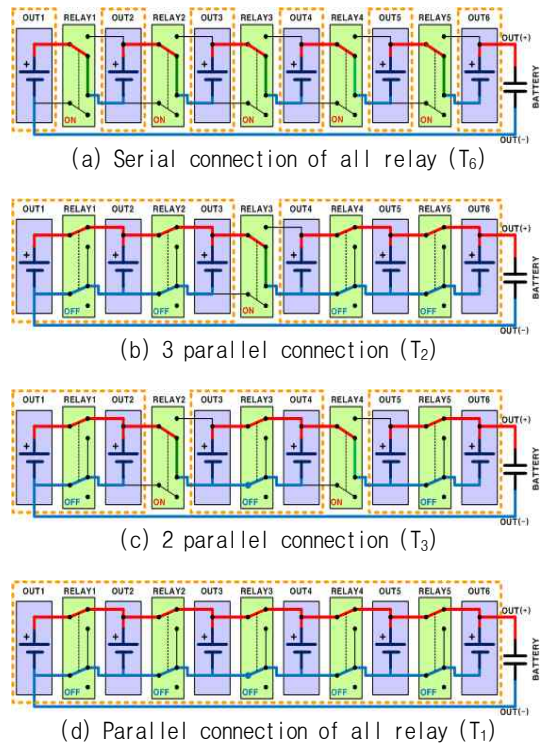 OUT1 RELAY1 OUT2 RELAY2 OUT3 RELAY3 OUT4 RELAY4 OUT5 RELAY5 OUT6
OUT(+)
+ + + + + +
BATTERY
ON ON ON ON ON
OUT(-)
(a) Serial connection of all relay (T₆)
OUT1 RELAY1 OUT2 RELAY2 OUT3 RELAY3 OUT4 RELAY4 OUT5 RELAY5 OUT6
OUT(+)
+ + + + + +
BATTERY
OFF OFF ON OFF OFF
OUT(-)
(b) 3 parallel connection (T₂)
OUT1 RELAY1 OUT2 RELAY2 OUT3 RELAY3 OUT4 RELAY4 OUT5 RELAY5 OUT6
OUT(+)
+ + + + + +
BATTERY
OFF ON OFF ON OFF
OUT(-)
(c) 2 parallel connection (T₃)
OUT1 RELAY1 OUT2 RELAY2 OUT3 RELAY3 OUT4 RELAY4 OUT5 RELAY5 OUT6
OUT(+)
+ + + + + +
BATTERY
OFF OFF OFF OFF OFF
OUT(-)
(d) Parallel connection of all relay (T₁)